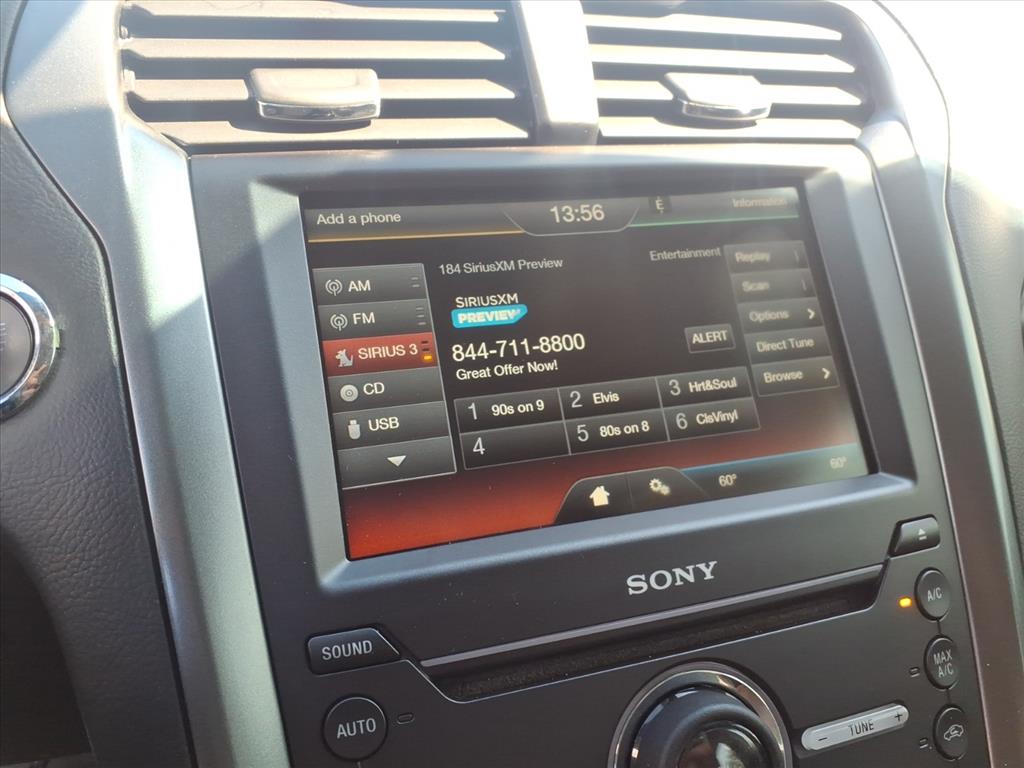 Add a phone
13:56
E
Information
184 SiriusXM Preview
Entertainment
AM
FM
SIRIUS 3
CD
USB
SIRIUSXM
PREVIEW
844-711-8800
Great Offer Now!
ALERT
Replay
Scan
Options
Direct Tune
Browse
1 90s on 9
2 Elvis
3 Hrt&Soul
4
5 80s on 8
6 ClsVinyl
60°
60°
SONY
SOUND
AUTO
A/C
MAX
A/C
– TUNE +